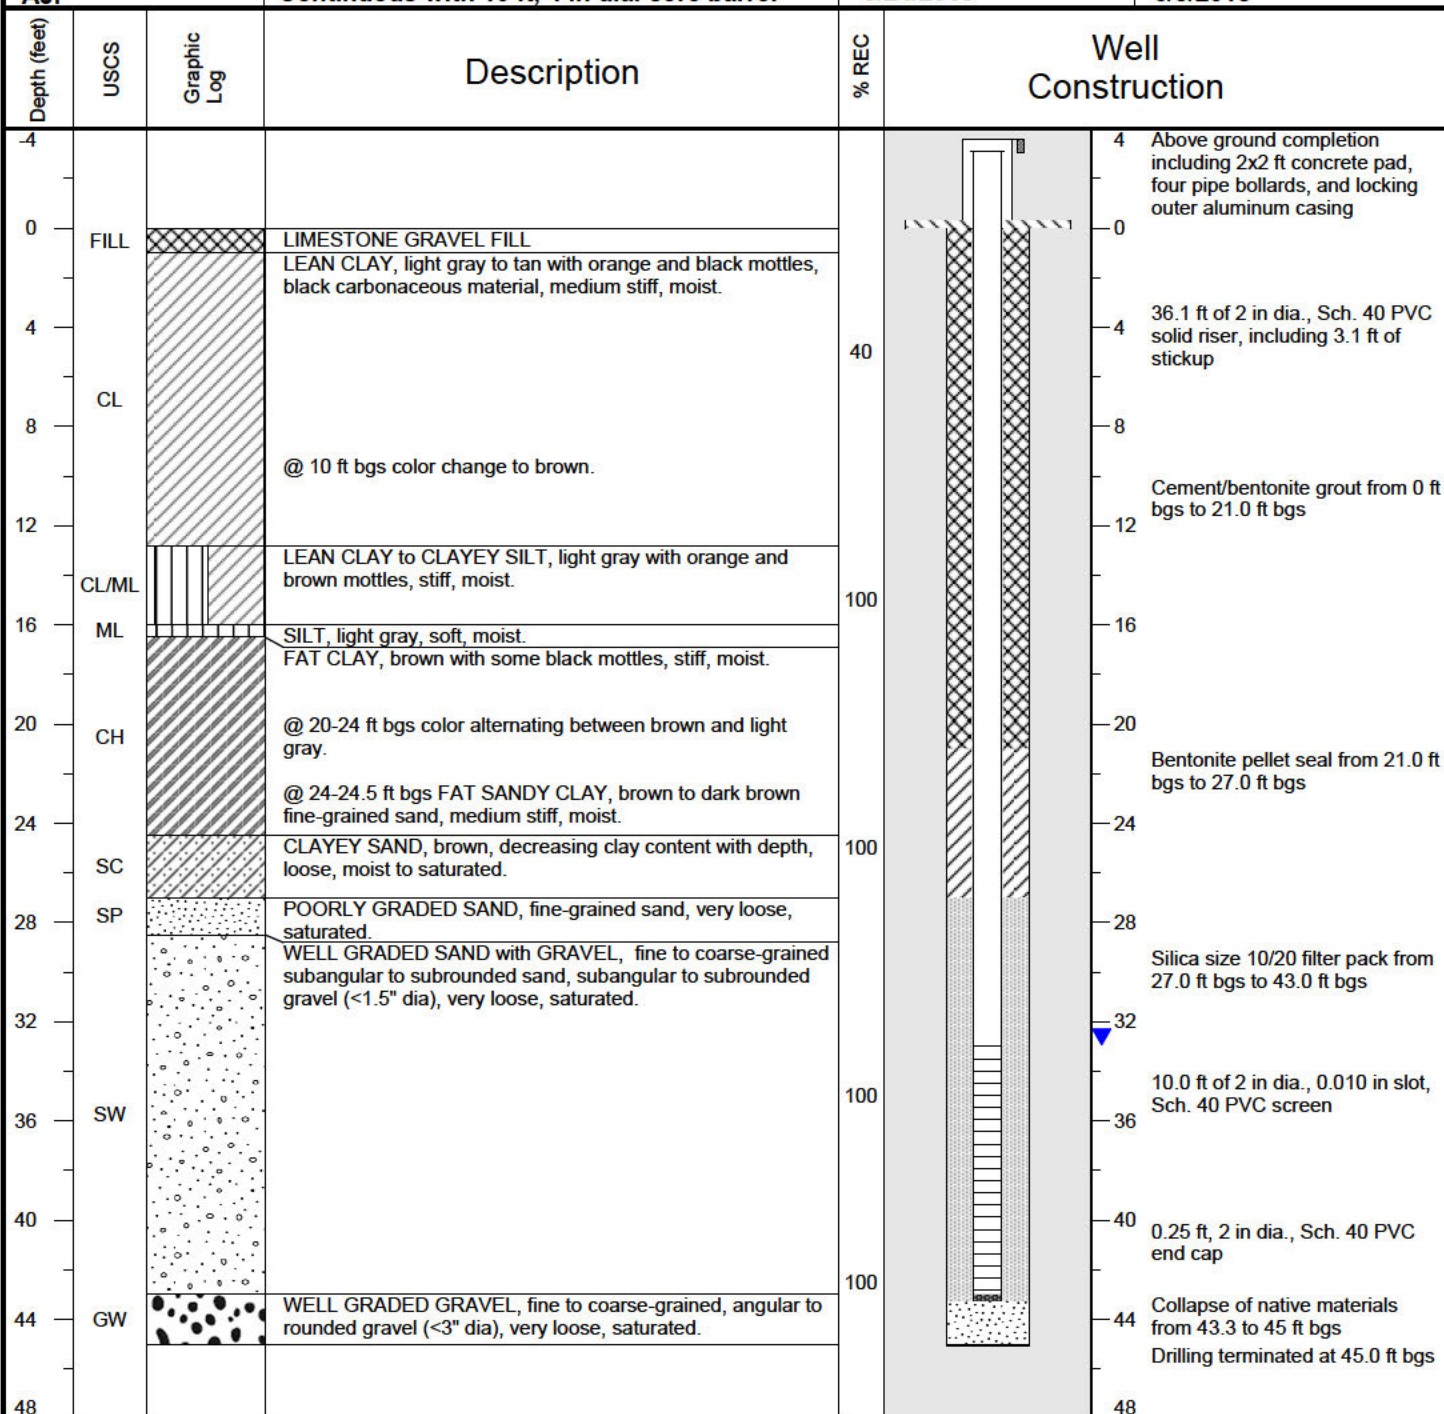 Continuous with 10 ft, 4 in dia. core barrel
Depth (feet)
USCS
Graphic
Log
Description
% REC
Well
Construction
-4
0
4
8
12
16
20
24
28
32
36
40
44
48
FILL
CL
CL/ML
ML
CH
SC
SP
SW
GW
LIMESTONE GRAVEL FILL
LEAN CLAY, light gray to tan with orange and black mottles,
black carbonaceous material, medium stiff, moist.
@ 10 ft bgs color change to brown.
LEAN CLAY to CLAYEY SILT, light gray with orange and
brown mottles, stiff, moist.
SILT, light gray, soft, moist.
FAT CLAY, brown with some black mottles, stiff, moist.
@ 20-24 ft bgs color alternating between brown and light
gray.
@ 24-24.5 ft bgs FAT SANDY CLAY, brown to dark brown
fine-grained sand, medium stiff, moist.
CLAYEY SAND, brown, decreasing clay content with depth,
loose, moist to saturated.
POORLY GRADED SAND, fine-grained sand, very loose,
saturated.
WELL GRADED SAND with GRAVEL, fine to coarse-grained
subangular to subrounded sand, subangular to subrounded
gravel (<1.5" dia), very loose, saturated.
WELL GRADED GRAVEL, fine to coarse-grained, angular to
rounded gravel (<3" dia), very loose, saturated.
40
100
100
100
100
4
0
4
8
12
16
20
24
28
32
36
40
44
48
Above ground completion
including 2x2 ft concrete pad,
four pipe bollards, and locking
outer aluminum casing
36.1 ft of 2 in dia., Sch. 40 PVC
solid riser, including 3.1 ft of
stickup
Cement/bentonite grout from 0 ft
bgs to 21.0 ft bgs
Bentonite pellet seal from 21.0 ft
bgs to 27.0 ft bgs
Silica size 10/20 filter pack from
27.0 ft bgs to 43.0 ft bgs
10.0 ft of 2 in dia., 0.010 in slot,
Sch. 40 PVC screen
0.25 ft, 2 in dia., Sch. 40 PVC
end cap
Collapse of native materials
from 43.3 to 45 ft bgs
Drilling terminated at 45.0 ft bgs